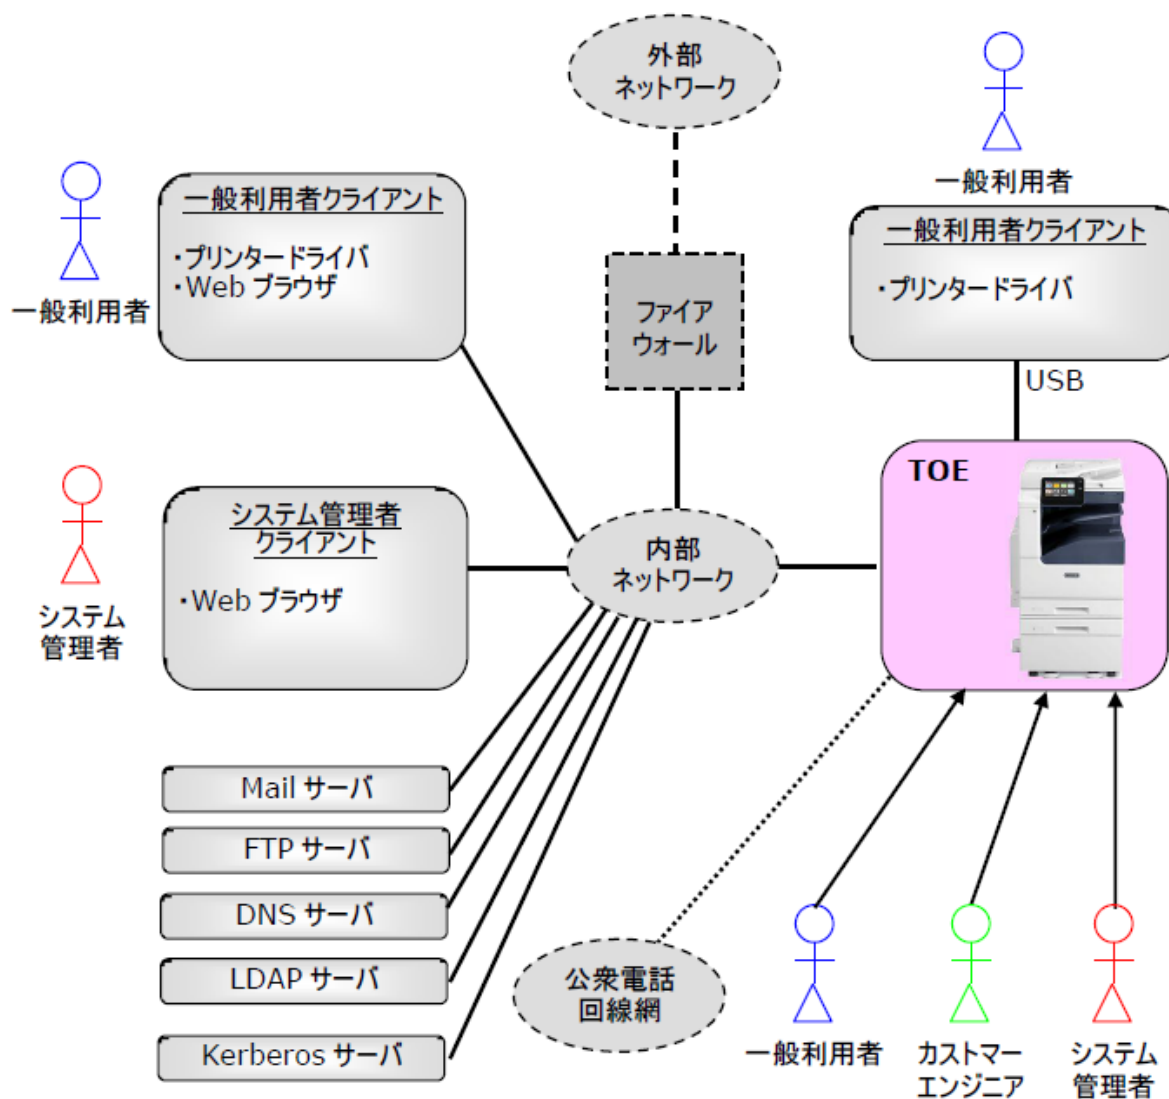 外部
ネットワーク
一般利用者
一般利用者クライアント
・プリンタードライバ
・Web ブラウザ
一般利用者
一般利用者クライアント
・プリンタードライバ
ファイア
ウォール
USB
TOE
システム管理者
クライアント
・Web ブラウザ
システム
管理者
内部
ネットワーク
Mail サーバ
FTP サーバ
DNS サーバ
LDAP サーバ
Kerberos サーバ
公衆電話
回線網
一般利用者
カストマー
エンジニア
システム
管理者